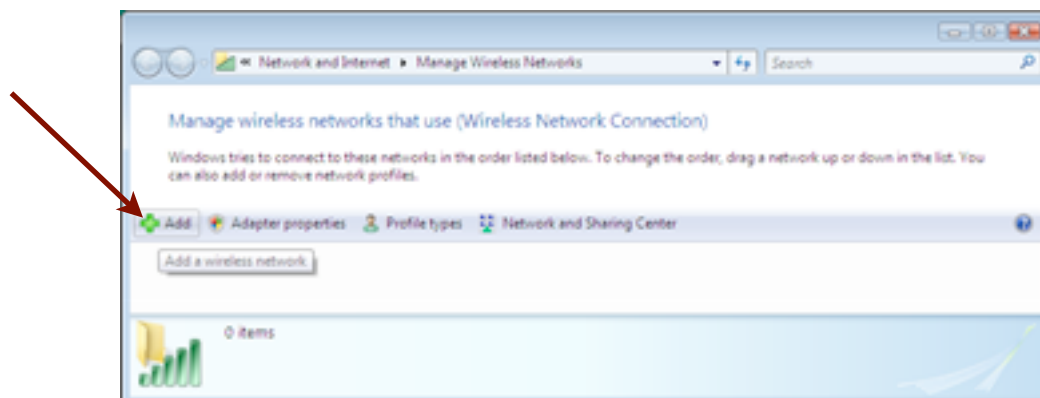 « Network and Internet ▸ Manage Wireless Networks
Search
Manage wireless networks that use (Wireless Network Connection)
Windows tries to connect to these networks in the order listed below. To change the order, drag a network up or down in the list. You
can also add or remove network profiles.
Add Adapter properties Profile types Network and Sharing Center
Add a wireless network
0 items